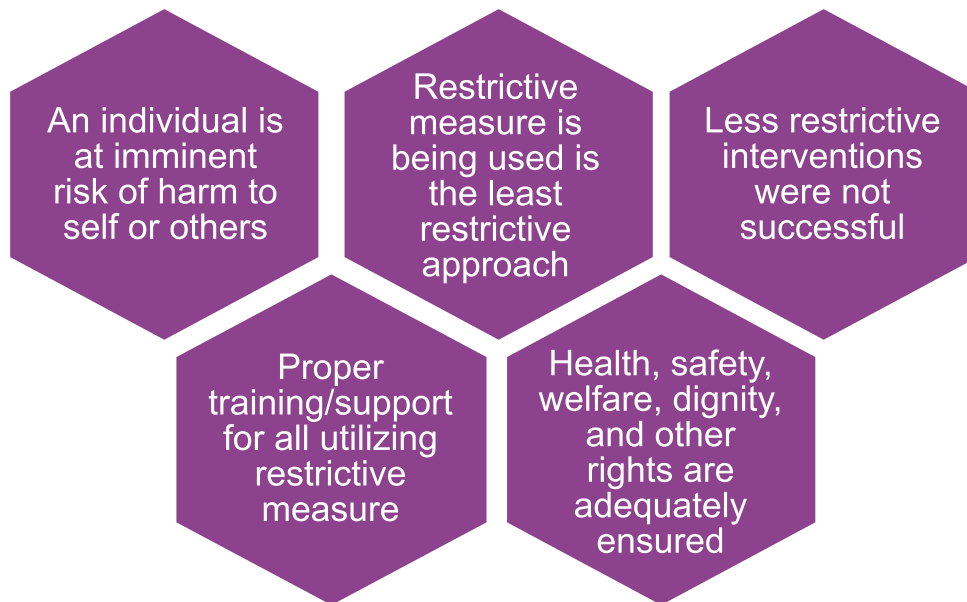 An individual is
at imminent
risk of harm to
self or others
Restrictive
measure is
being used is
the least
restrictive
approach
Less restrictive
interventions
were not
successful
Proper
training/support
for all utilizing
restrictive
measure
Health, safety,
welfare, dignity,
and other
rights are
adequately
ensured